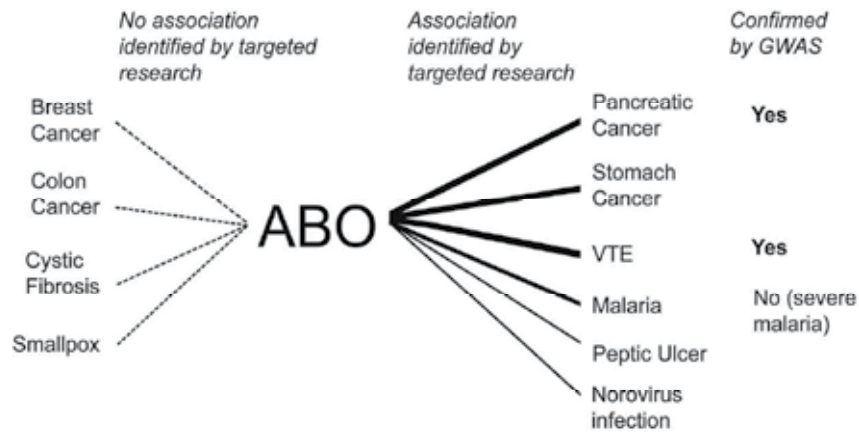 No association
identified by targeted
research
Association
identified by
targeted research
Confirmed
by GWAS
Breast
Cancer
Colon
Cancer
Cystic
Fibrosis
Smallpox
ABO
Pancreatic
Cancer
Yes
Stomach
Cancer
VTE
Yes
Malaria
No (severe
malaria)
Peptic Ulcer
Norovirus
infection